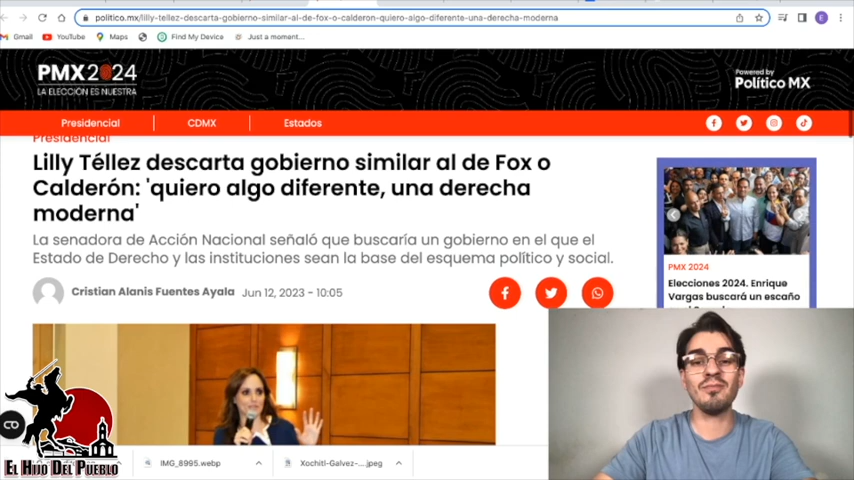 politico.mx/lilly-tellez-descarta-gobierno-similar-al-de-fox-o-calderon-quiero-algo-diferente-una-derecha-moderna
E
Gmail
YouTube
Maps
Find My Device
Just a moment...
PMX2024
LA ELECCIÓN ES NUESTRA
Powered by
Político MX
Presidencial
CDMX
Estados
Presidencial
Lilly Téllez descarta gobierno similar al de Fox o
Calderón: 'quiero algo diferente, una derecha
moderna'
La senadora de Acción Nacional señaló que buscaría un gobierno en el que el
Estado de Derecho y las instituciones sean la base del esquema político y social.
Cristian Alanis Fuentes Ayala
Jun 12, 2023 - 10:05
PMX 2024
Elecciones 2024. Enrique
Vargas buscará un escaño
EL HIJO DEL PUEBLO
IMG_8995.webp
Xochitl-Galvez-....jpeg